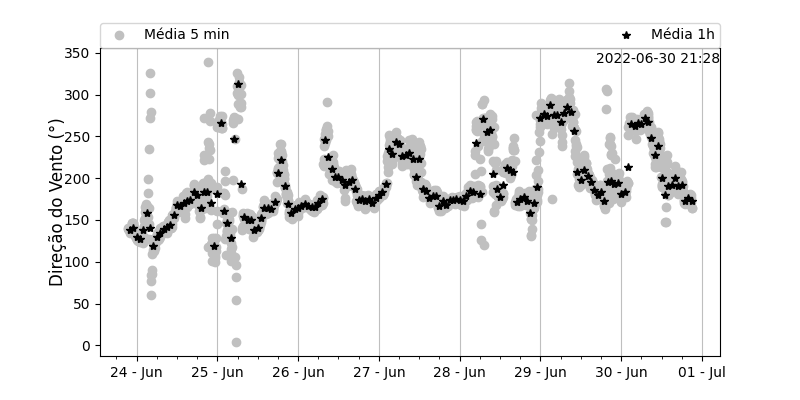 Média 5 min
Média 1h
2022-06-30 21:28
Direção do Vento (°)
350
300
250
200
150
100
50
0
24 - Jun
25 - Jun
26 - Jun
27 - Jun
28 - Jun
29 - Jun
30 - Jun
01 - Jul